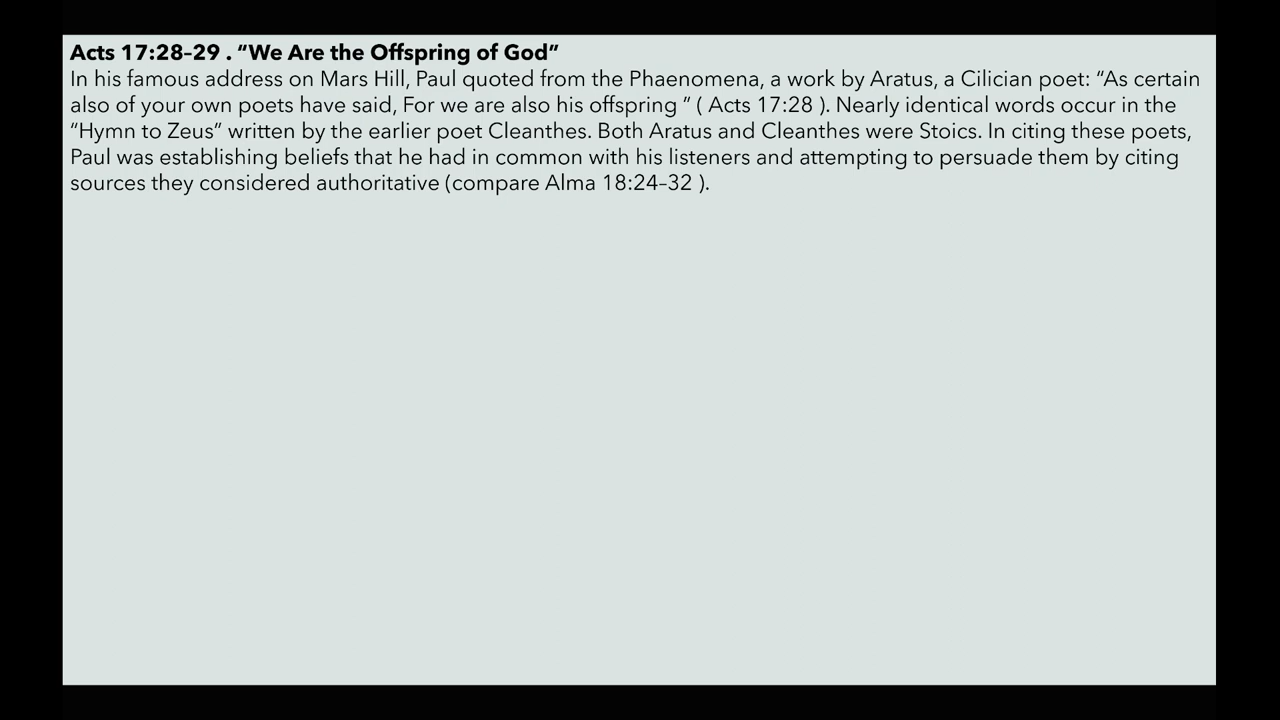 Acts 17:28–29 . “We Are the Offspring of God”
In his famous address on Mars Hill, Paul quoted from the Phaenomena, a work by Aratus, a Cilician poet: “As certain
also of your own poets have said, For we are also his offspring ” ( Acts 17:28 ). Nearly identical words occur in the
“Hymn to Zeus” written by the earlier poet Cleanthes. Both Aratus and Cleanthes were Stoics. In citing these poets,
Paul was establishing beliefs that he had in common with his listeners and attempting to persuade them by citing
sources they considered authoritative (compare Alma 18:24–32 ).